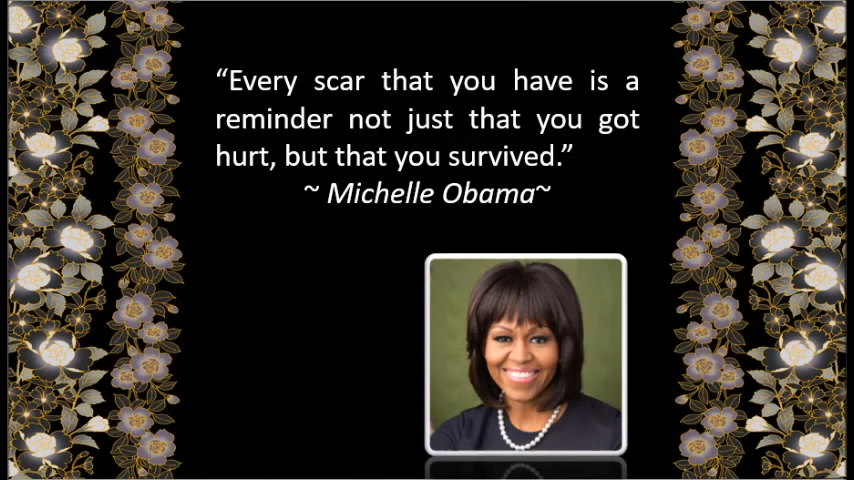 “Every scar that you have is a
reminder not just that you got
hurt, but that you survived.”
~ Michelle Obama~